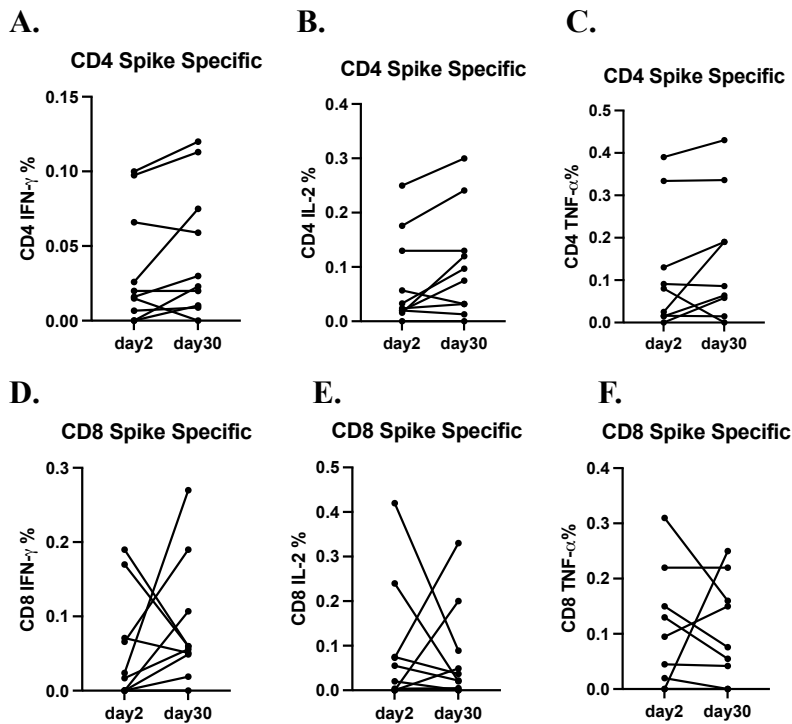 A.
CD4 Spike Specific
CD4 IFN-γ %
0.15
0.10
0.05
0.00
day2 day30
B.
CD4 Spike Specific
CD4 IL-2 %
0.4
0.3
0.2
0.1
0.0
day2 day30
C.
CD4 Spike Specific
CD4 TNF-α%
0.5
0.4
0.3
0.2
0.1
0.0
day2 day30
D.
CD8 Spike Specific
CD8 IFN-γ %
0.3
0.2
0.1
0.0
day2 day30
E.
CD8 Spike Specific
CD8 IL-2 %
0.5
0.4
0.3
0.2
0.1
0.0
day2 day30
F.
CD8 Spike Specific
CD8 TNF-α%
0.4
0.3
0.2
0.1
0.0
day2 day30